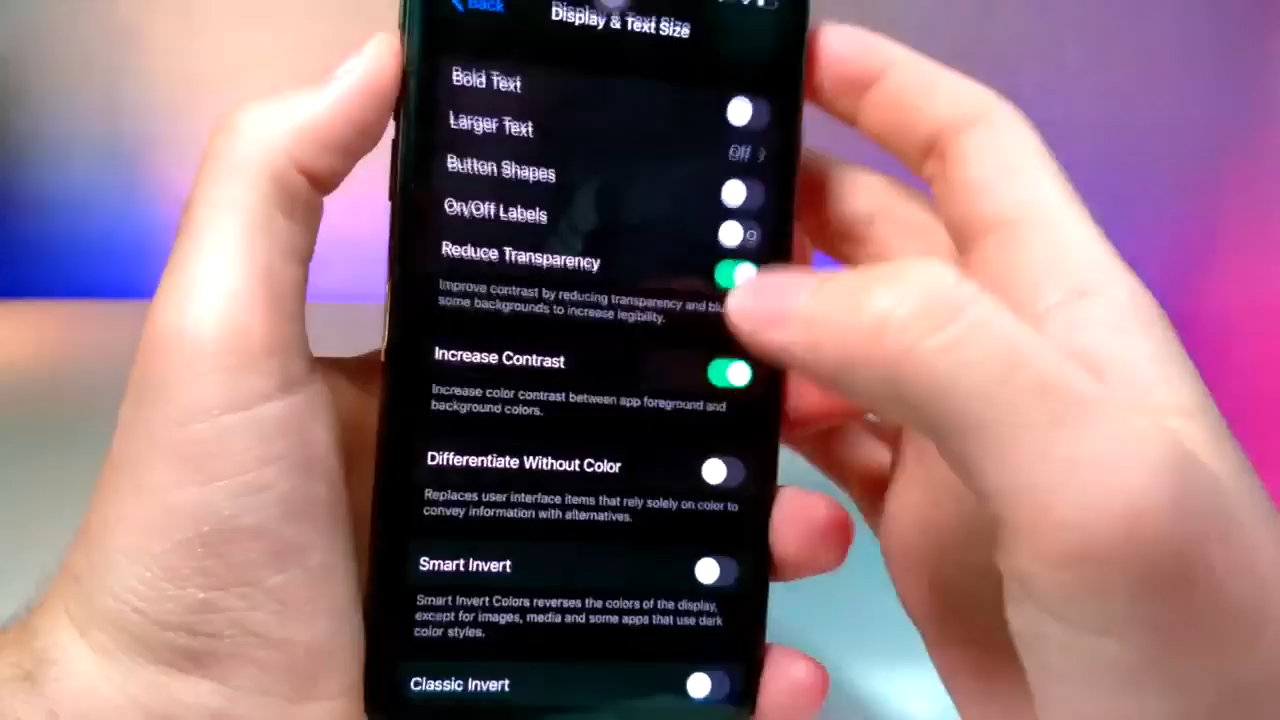 Back
Display & Text Size
Bold Text
Larger Text
Off
Button Shapes
On/Off Labels
Reduce Transparency
Improve contrast by reducing transparency and
some backgrounds to increase legibility.
Increase Contrast
Increase color contrast between app foreground and
background colors.
Differentiate Without Color
Replaces user interface items that rely solely on color to
convey information with alternatives.
Smart Invert
Smart Invert Colors reverses the colors of the display,
except for images, media and some apps that use dark
color styles.
Classic Invert